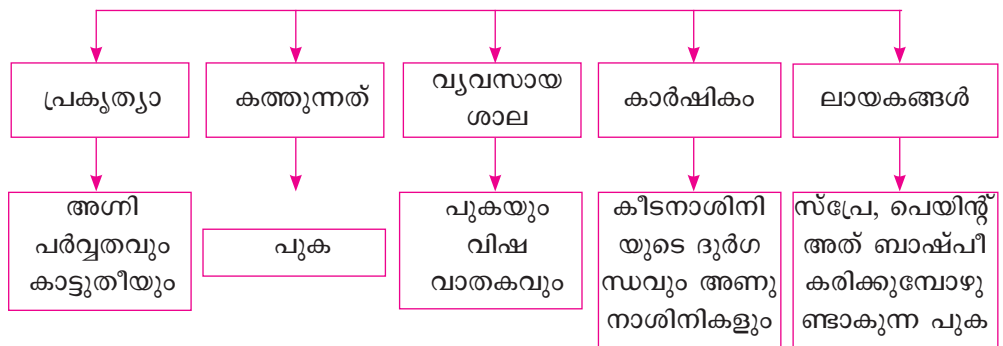 പ്രകൃത്യാ
കത്തുന്നത്
വ്യവസായ
ശാല
കാർഷികം
ലായകങ്ങൾ
അഗ്നി
പർവ്വതവും
കാട്ടുതീയും
പുക
പുകയും
വിഷ
വാതകവും
കീടനാശിനി
യുടെ ദുർഗ
ന്ധവും അണു
നാശിനികളും
സ്പ്രേ, പെയിന്റ്
അത് ബാഷ്പീ
കരിക്കുമ്പോഴു
ണ്ടാകുന്ന പുക